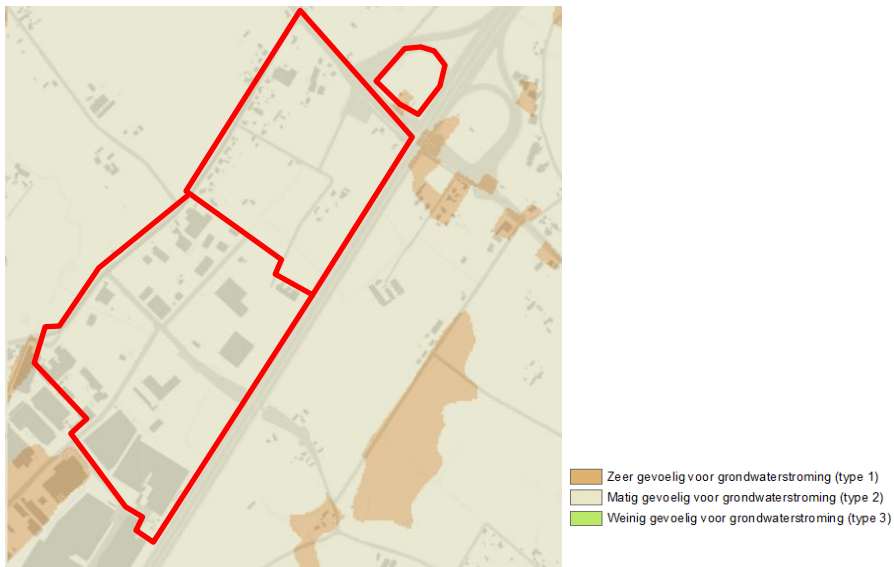 Zeer gevoelig voor grondwaterstroming (type 1)
Matig gevoelig voor grondwaterstroming (type 2)
Weinig gevoelig voor grondwaterstroming (type 3)